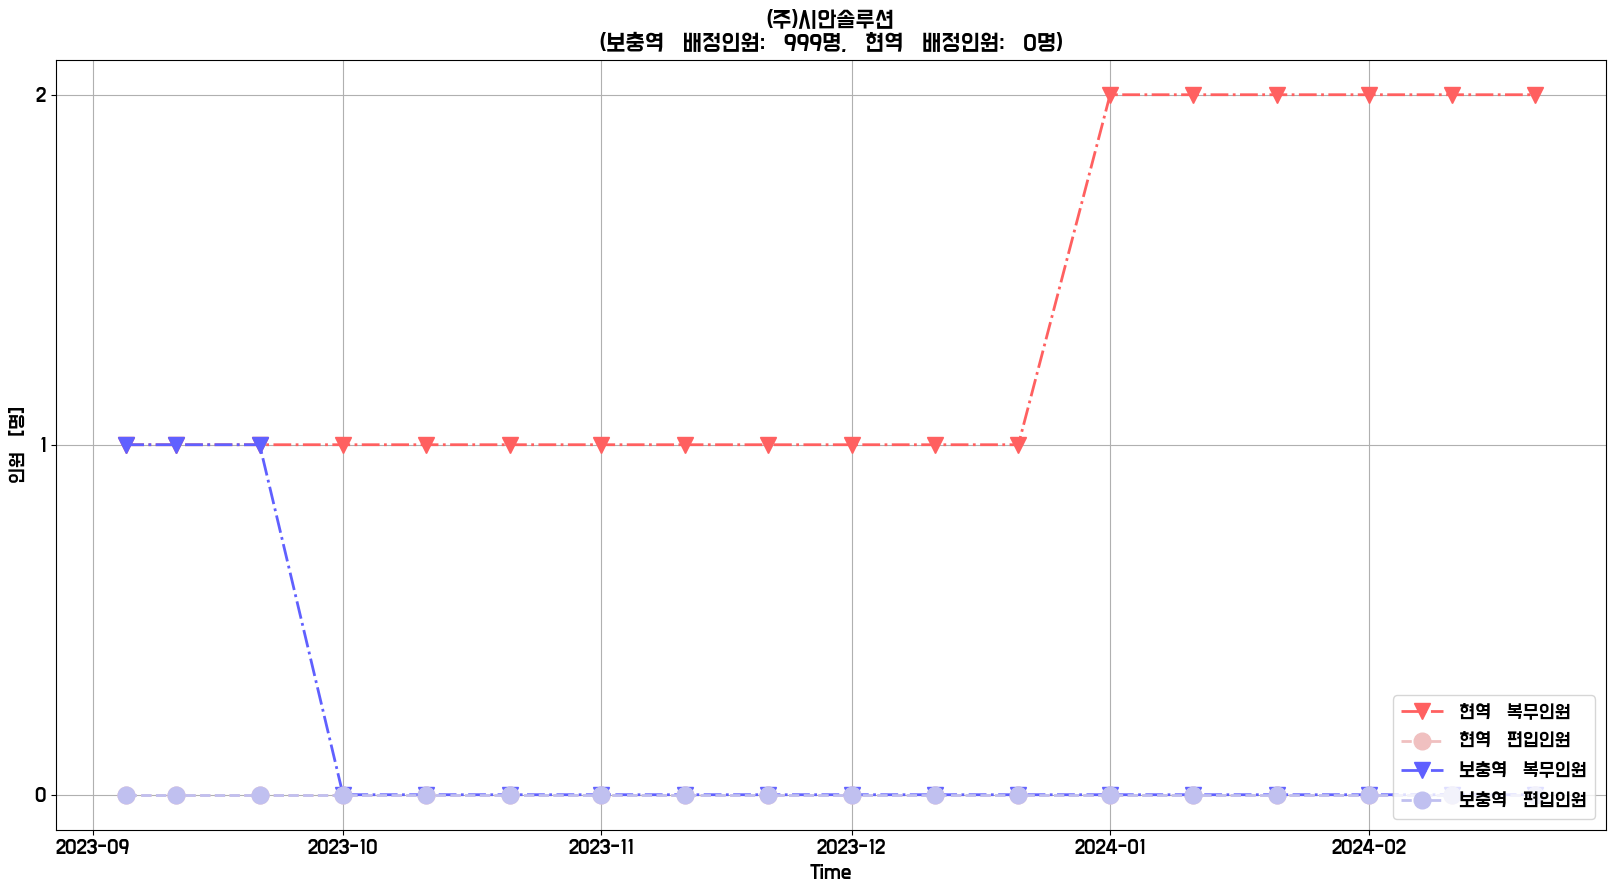 (주)시안솔루션
(보충역 배정인원: 999명, 현역 배정인원: 0명)
2
1
0
인원 [명]
2023-09
2023-10
2023-11
2023-12
2024-01
2024-02
Time
현역 복무인원
현역 편입인원
보충역 복무인원
보충역 편입인원